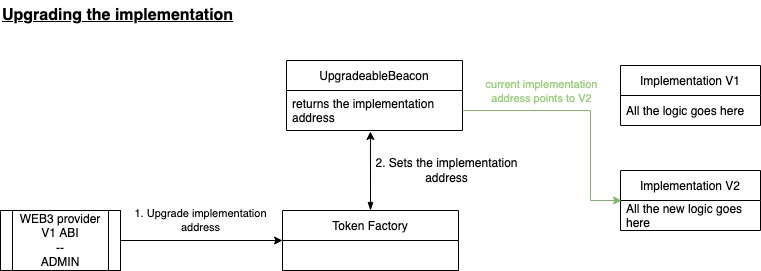 Upgrading the implementation
UpgradeableBeacon
returns the implementation
address
current implementation
address points to V2
Implementation V1
All the logic goes here
2. Sets the implementation
address
Implementation V2
All the new logic goes
here
WEB3 provider
V1 ABI
--
ADMIN
1. Upgrade implementation
address
Token Factory